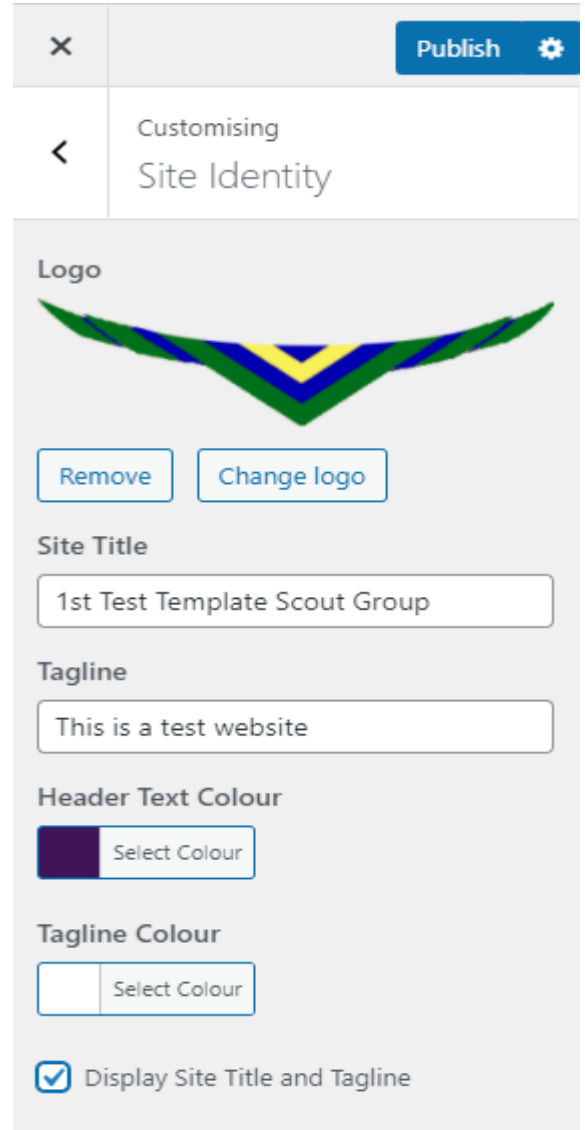 Publish
Customising
Site Identity
Logo
Remove Change logo
Site Title
1st Test Template Scout Group
Tagline
This is a test website
Header Text Colour
Select Colour
Tagline Colour
Select Colour
Display Site Title and Tagline